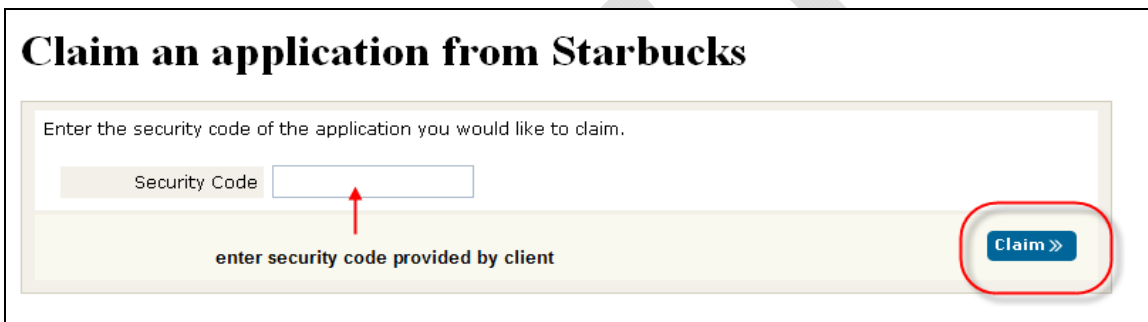 Claim an application from Starbucks
Enter the security code of the application you would like to claim.
Security Code
enter security code provided by client
Claim »